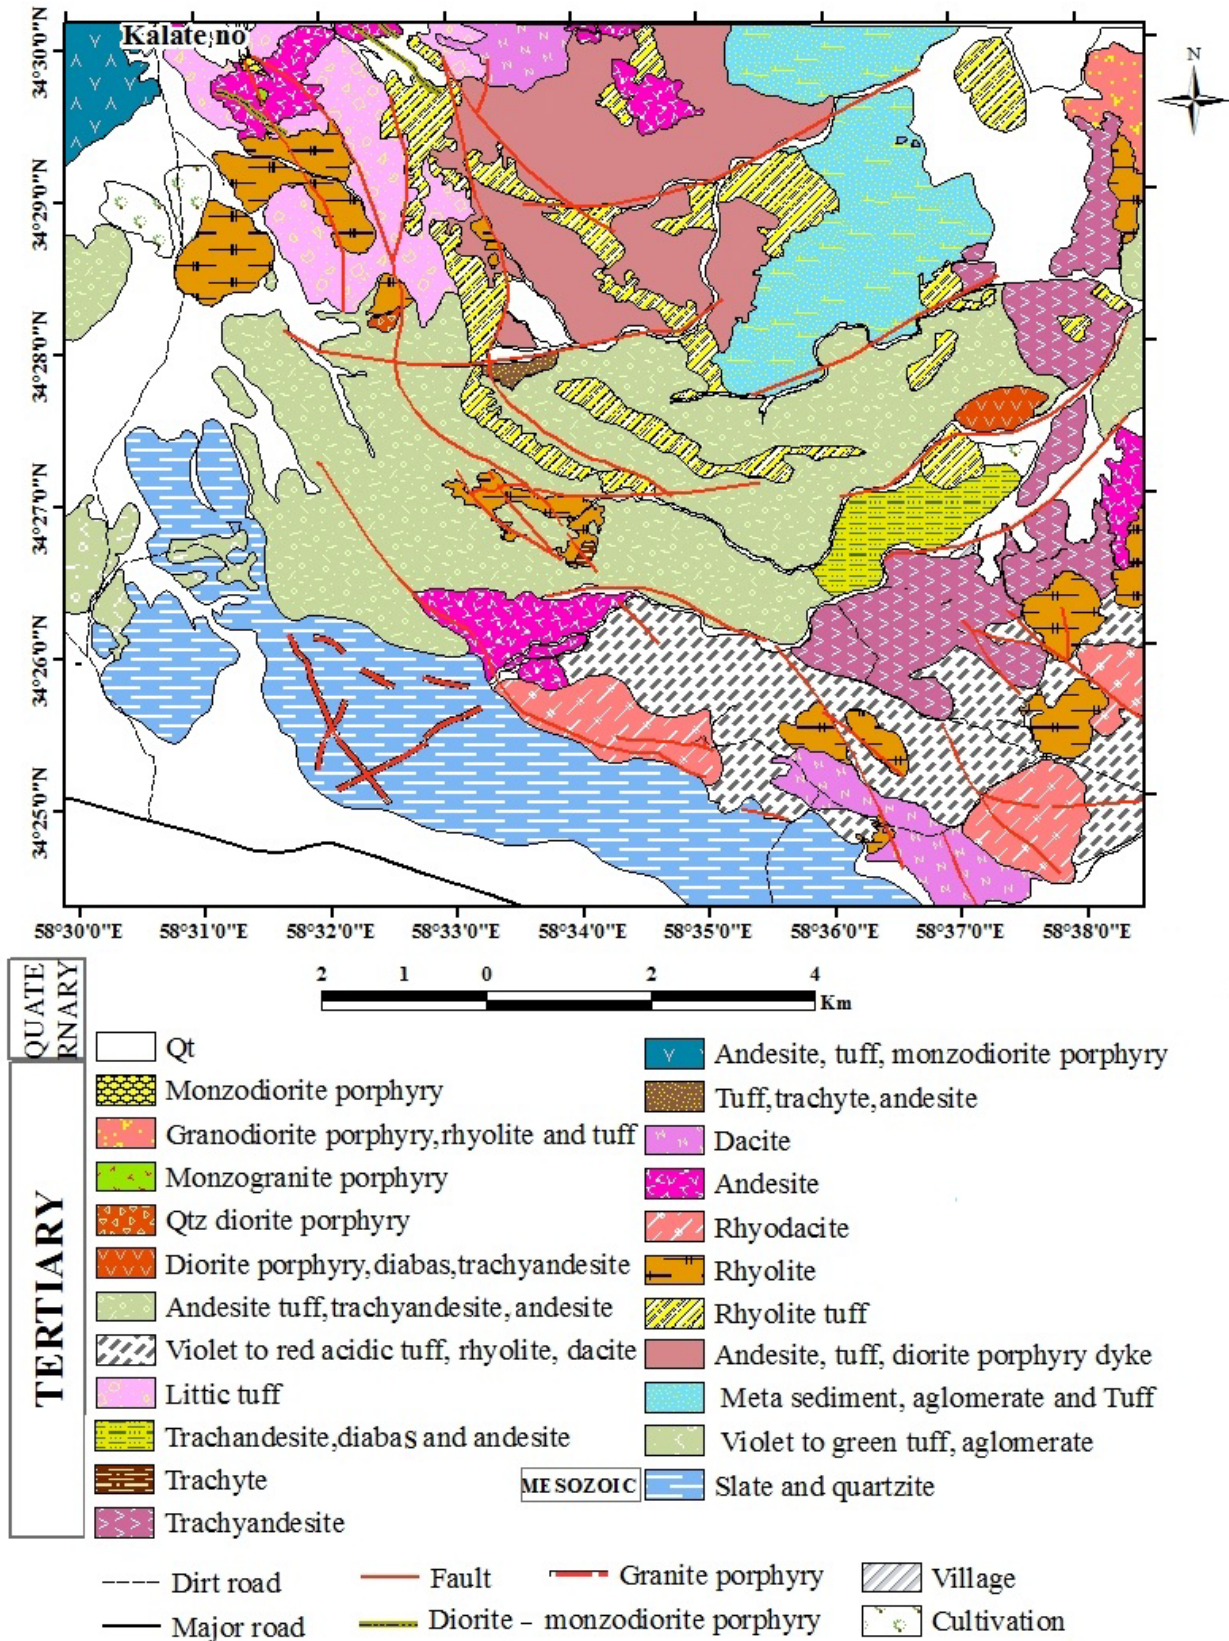 Kalate no
N
34°30'0"N
34°29'0"N
34°28'0"N
34°27'0"N
34°26'0"N
34°25'0"N
58°30'0"E 58°31'0"E 58°32'0"E 58°33'0"E 58°34'0"E 58°35'0"E 58°36'0"E 58°37'0"E 58°38'0"E
2 1 0 2 4
Km
QUATE
RNARY
TERTIARY
Qt
Monzodiorite porphyry
Granodiorite porphyry, rhyolite and tuff
Monzogranite porphyry
Qtz diorite porphyry
Diorite porphyry, diabas, trachyandesite
Andesite tuff, trachyandesite, andesite
Violet to red acidic tuff, rhyolite, dacite
Littic tuff
Trachandesite, diabas and andesite
Trachyte
Trachyandesite
Andesite, tuff, monzodiorite porphyry
Tuff, trachyte, andesite
Dacite
Andesite
Rhyodacite
Rhyolite
Rhyolite tuff
Andesite, tuff, diorite porphyry dyke
Meta sediment, aglomerate and Tuff
Violet to green tuff, aglomerate
MESOZOIC
Slate and quartzite
Dirt road
Fault
Granite porphyry
Village
Major road
Diorite – monzodiorite porphyry
Cultivation